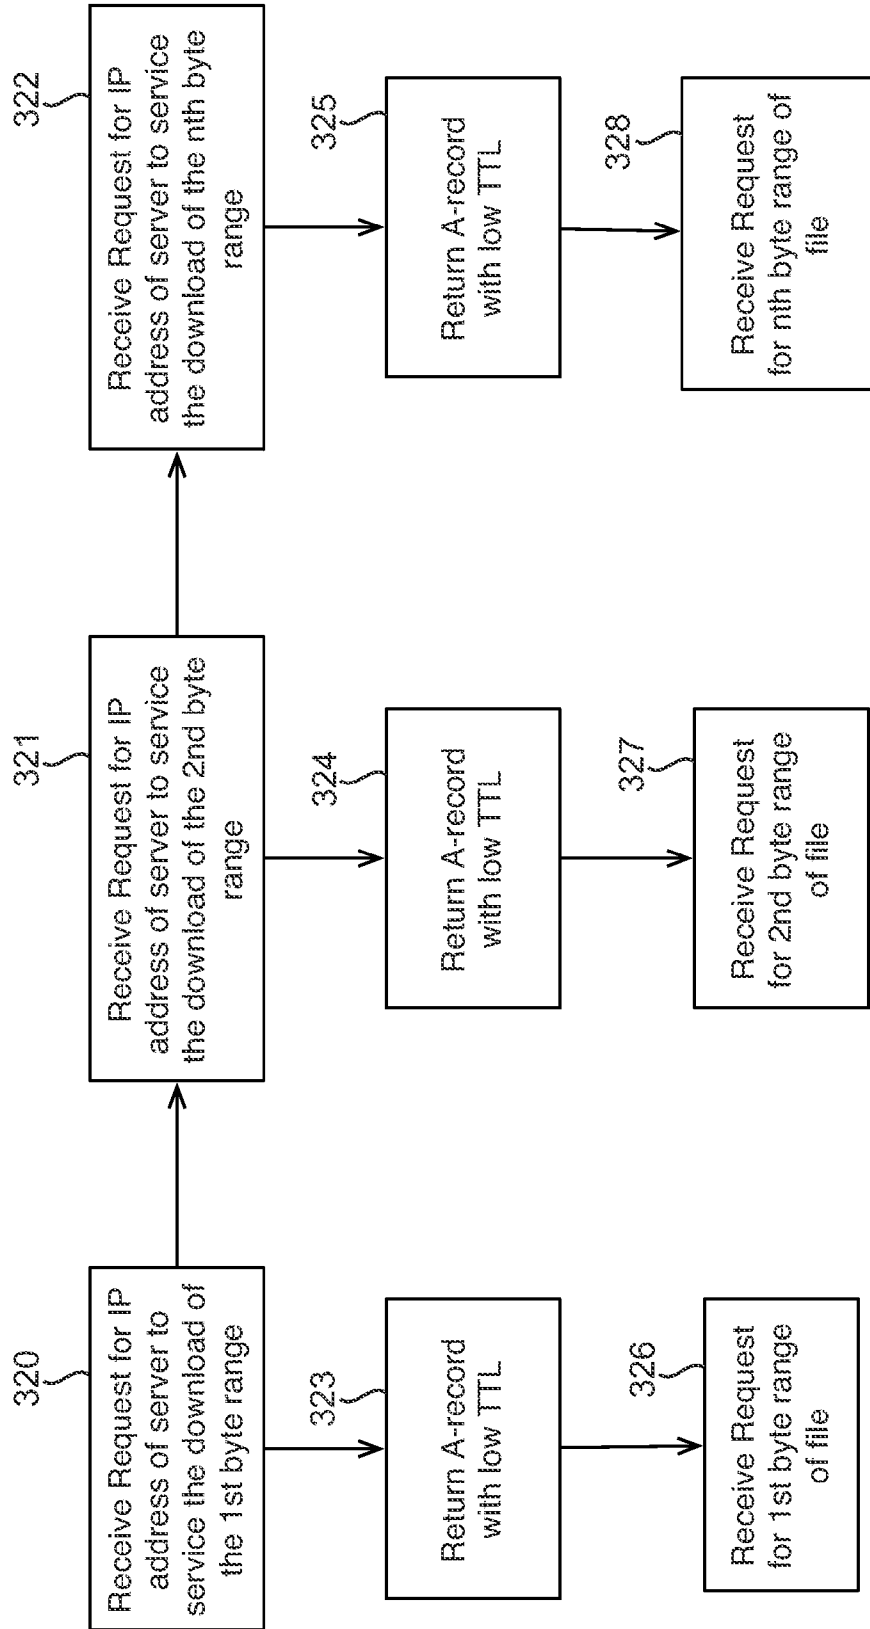 320
Receive Request for IP
address of server to
service the download of
the 1st byte range
321
Receive Request for IP
address of server to service
the download of the 2nd byte
range
322
Receive Request for IP
address of server to service
the download of the nth byte
range
323
Return A-record
with low TTL
324
Return A-record
with low TTL
325
Return A-record
with low TTL
326
Receive Request
for 1st byte range
of file
327
Receive Request
for 2nd byte range
of file
328
Receive Request
for nth byte range of
file